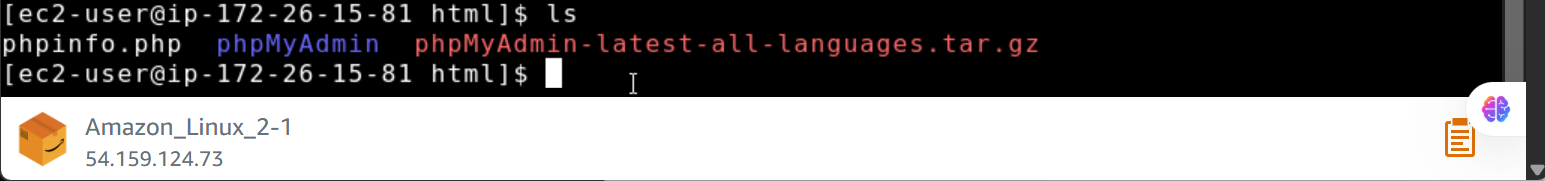 [ec2-user@ip-172-26-15-81 html]$ ls
phpinfo.php  phpMyAdmin  phpMyAdmin-latest-all-languages.tar.gz
[ec2-user@ip-172-26-15-81 html]$
Amazon_Linux_2-1
54.159.124.73